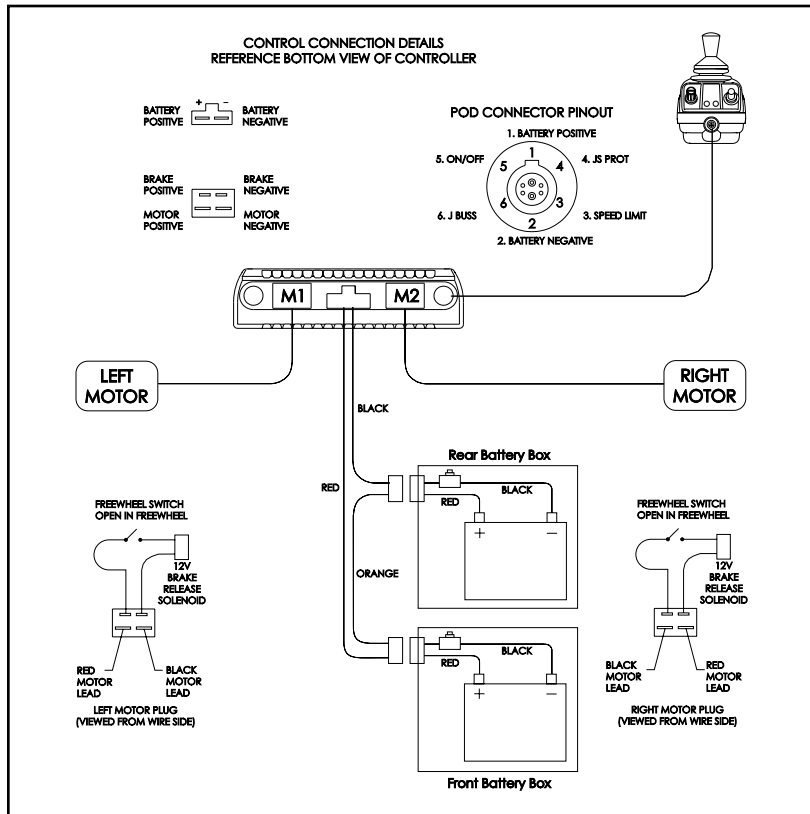 CONTROL CONNECTION DETAILS
REFERENCE BOTTOM VIEW OF CONTROLLER
+ -
BATTERY POSITIVE
BATTERY NEGATIVE
BRAKE POSITIVE
BRAKE NEGATIVE
MOTOR POSITIVE
MOTOR NEGATIVE
POD CONNECTOR PINOUT
1. BATTERY POSITIVE
5. ON/OFF
4. JS PROT
1
5
4
6
3
2
6. J BUSS
3. SPEED LIMIT
2. BATTERY NEGATIVE
M1
M2
LEFT
MOTOR
RIGHT
MOTOR
BLACK
RED
ORANGE
Rear Battery Box
BLACK
RED
+ −
BLACK
RED
+ −
Front Battery Box
FREEWHEEL SWITCH
OPEN IN FREEWHEEL
12V
BRAKE
RELEASE
SOLENOID
RED
MOTOR
LEAD
BLACK
MOTOR
LEAD
LEFT MOTOR PLUG
(VIEWED FROM WIRE SIDE)
FREEWHEEL SWITCH
OPEN IN FREEWHEEL
12V
BRAKE
RELEASE
SOLENOID
BLACK
MOTOR
LEAD
RED
MOTOR
LEAD
RIGHT MOTOR PLUG
(VIEWED FROM WIRE SIDE)